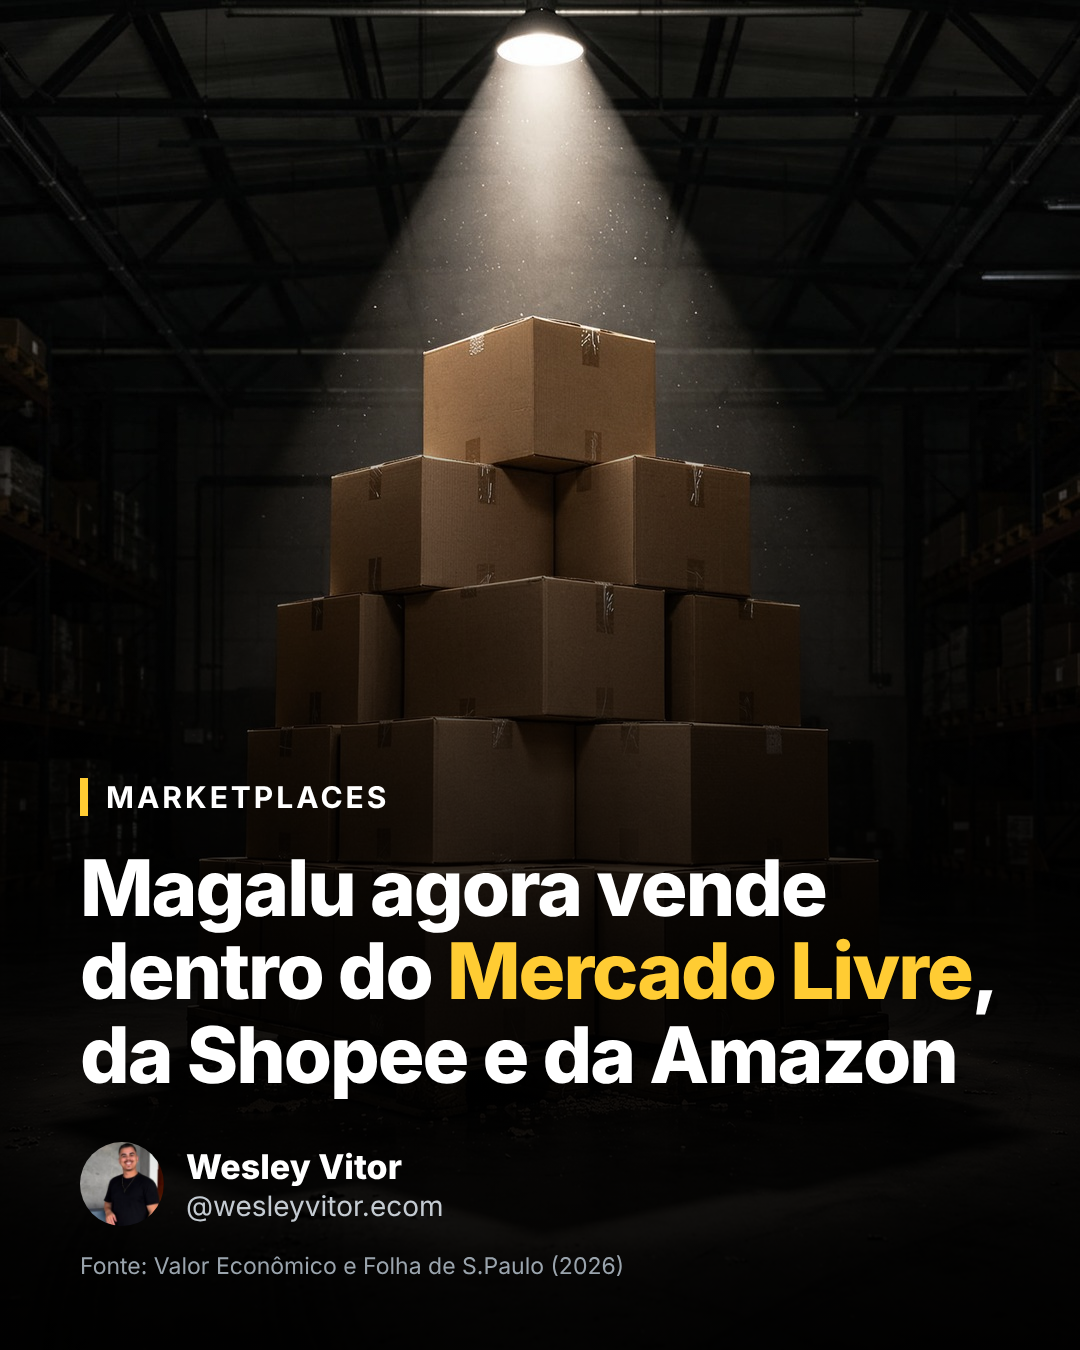 MARKETPLACES
Magalu agora vende
dentro do Mercado Livre,
da Shopee e da Amazon
Wesley Vitor
@wesleyvitor.ecom
Fonte: Valor Econômico e Folha de S.Paulo (2026)